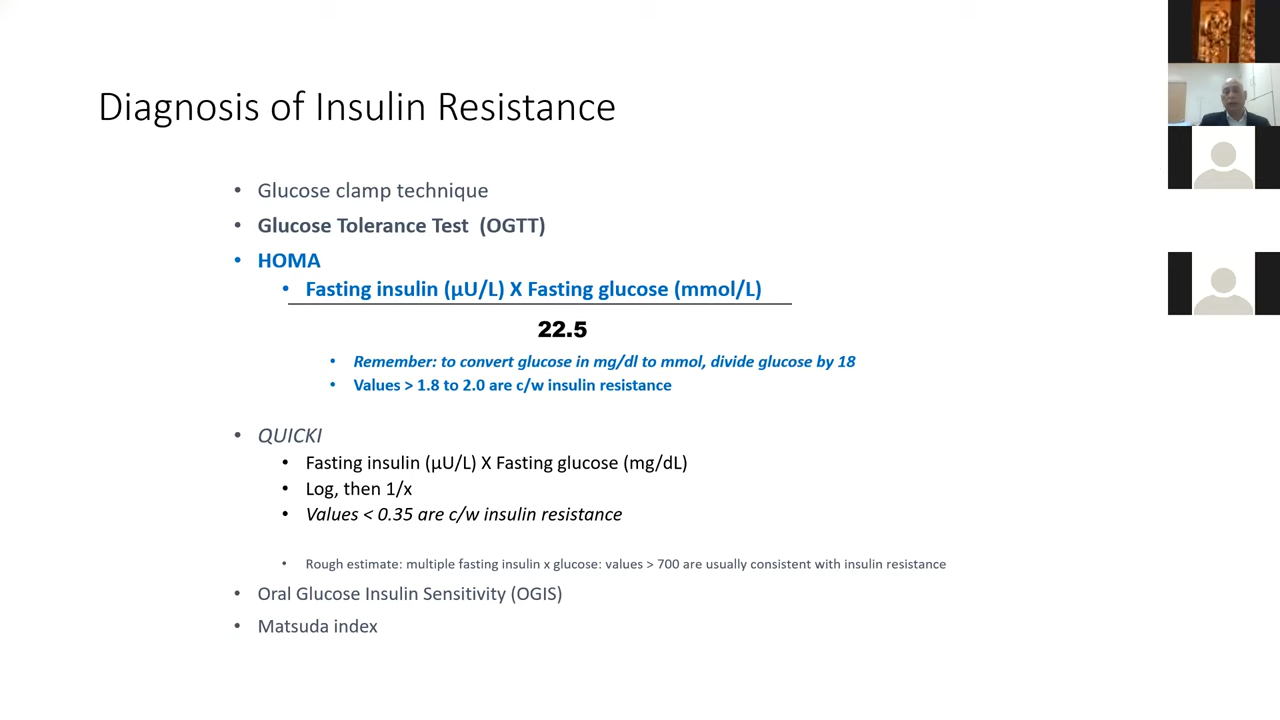 Diagnosis of Insulin Resistance
• Glucose clamp technique
• Glucose Tolerance Test (OGTT)
• HOMA
• Fasting insulin (µU/L) X Fasting glucose (mmol/L)
22.5
• Remember: to convert glucose in mg/dl to mmol, divide glucose by 18
• Values > 1.8 to 2.0 are c/w insulin resistance
• QUICKI
• Fasting insulin (µU/L) X Fasting glucose (mg/dL)
• Log, then 1/x
• Values < 0.35 are c/w insulin resistance
• Rough estimate: multiple fasting insulin x glucose: values > 700 are usually consistent with insulin resistance
• Oral Glucose Insulin Sensitivity (OGIS)
• Matsuda index